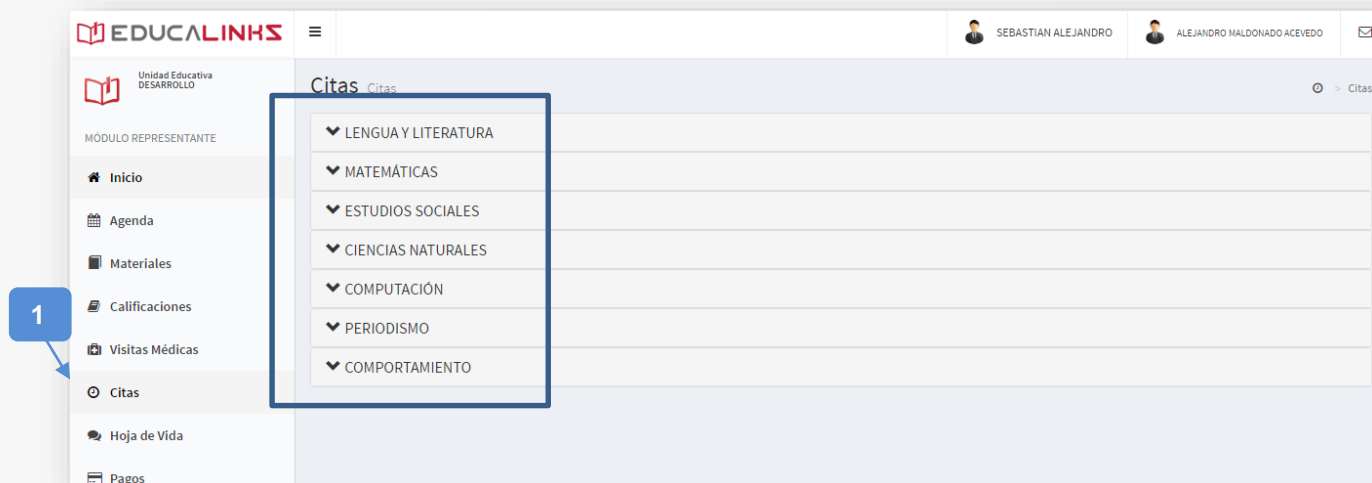 EDUCALINKS
SEBASTIAN ALEJANDRO
ALEJANDRO MALDONADO ACEVEDO
Unidad Educativa
DESARROLLO
Citas Citas
> Citas
MÓDULO REPRESENTANTE
Inicio
Agenda
Materiales
Calificaciones
Visitas Médicas
Citas
Hoja de Vida
Pagos
1
LENGUA Y LITERATURA
MATEMÁTICAS
ESTUDIOS SOCIALES
CIENCIAS NATURALES
COMPUTACIÓN
PERIODISMO
COMPORTAMIENTO